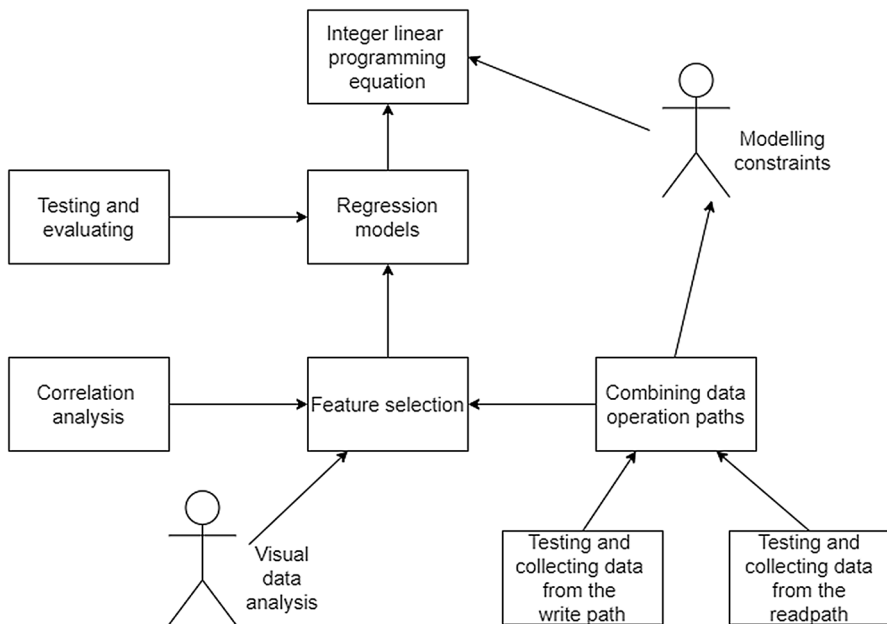 Integer linear
programming
equation
Modelling
constraints
Testing and
evaluating
Regression
models
Correlation
analysis
Feature selection
Combining data
operation paths
Visual
data
analysis
Testing and
collecting data
from the
write path
Testing and
collecting data
from the
readpath